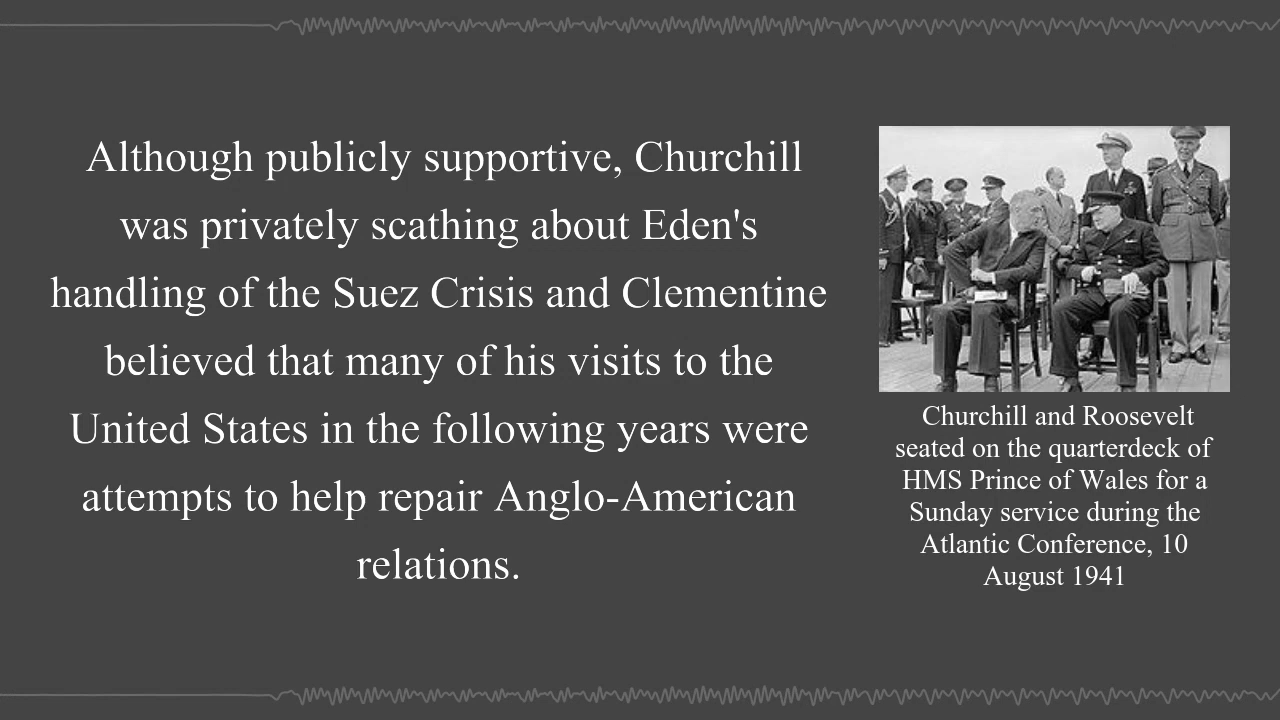 Although publicly supportive, Churchill
was privately scathing about Eden's
handling of the Suez Crisis and Clementine
believed that many of his visits to the
United States in the following years were
attempts to help repair Anglo-American
relations.
Churchill and Roosevelt
seated on the quarterdeck of
HMS Prince of Wales for a
Sunday service during the
Atlantic Conference, 10
August 1941